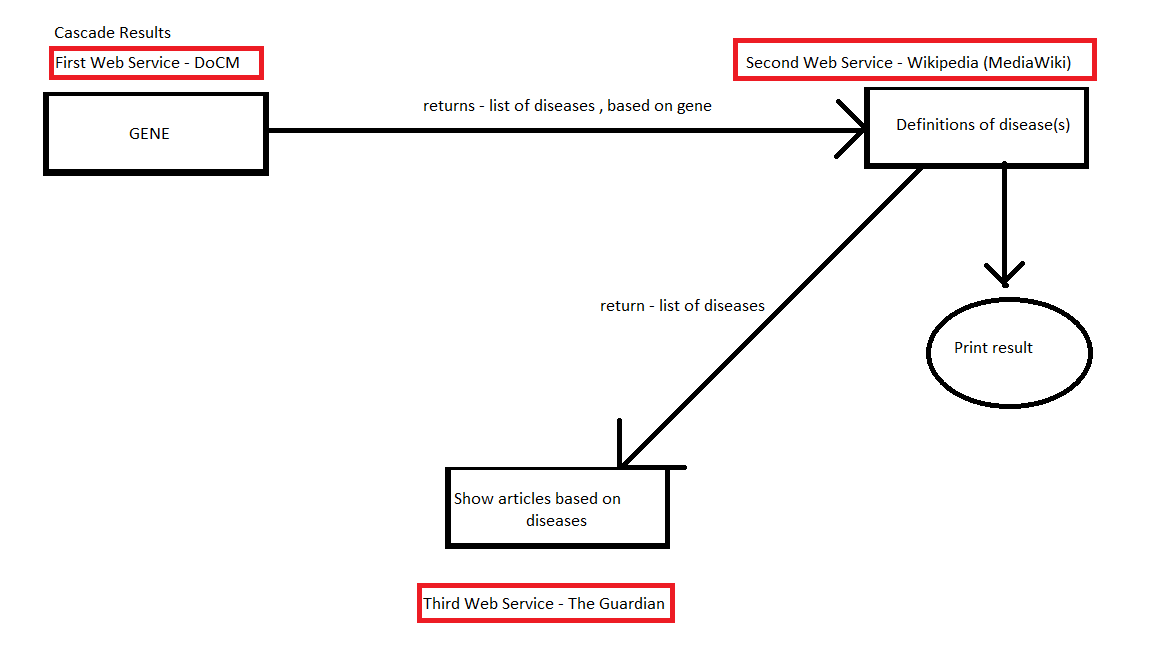 Cascade Results
First Web Service - DoCM
Second Web Service - Wikipedia (MediaWiki)
GENE
returns - list of diseases , based on gene
Definitions of disease(s)
return - list of diseases
Print result
Show articles based on
diseases
Third Web Service - The Guardian